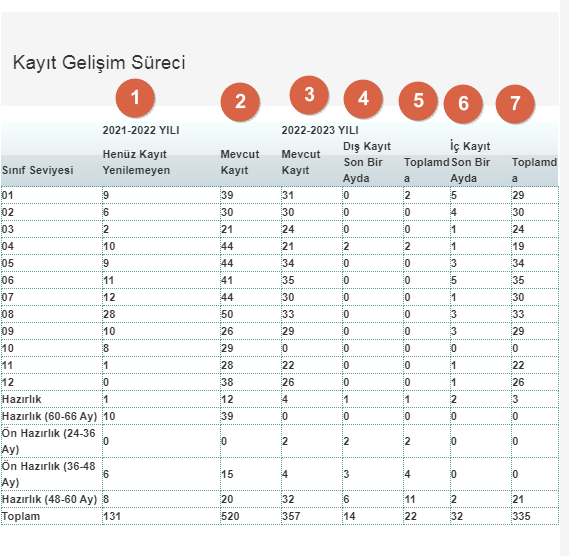 Kayıt Gelişim Süreci
1 2 3 4 5 6 7
2021-2022 YILI 2022-2023 YILI
Sınıf Seviyesi Henüz Kayıt Yenilemeyen Mevcut Kayıt Mevcut Kayıt Dış Kayıt Son Bir Ayda Toplamda İç Kayıt Son Bir Ayda Toplamda
01 9 39 31 0 2 5 29
02 6 30 30 0 0 4 30
03 2 21 24 0 0 1 24
04 10 44 21 2 2 1 19
05 9 44 34 0 0 3 34
06 11 41 35 0 0 5 35
07 12 44 30 0 0 1 30
08 28 50 33 0 0 3 33
09 10 26 29 0 0 3 29
10 8 29 0 0 0 0 0
11 1 28 22 0 0 1 22
12 0 38 26 0 0 1 26
Hazırlık 1 12 4 1 1 2 3
Hazırlık (60-66 Ay) 10 39 0 0 0 0 0
Ön Hazırlık (24-36 Ay) 0 0 2 2 2 0 0
Ön Hazırlık (36-48 Ay) 6 15 4 3 4 0 0
Hazırlık (48-60 Ay) 8 20 32 6 11 2 21
Toplam 131 520 357 14 22 32 335